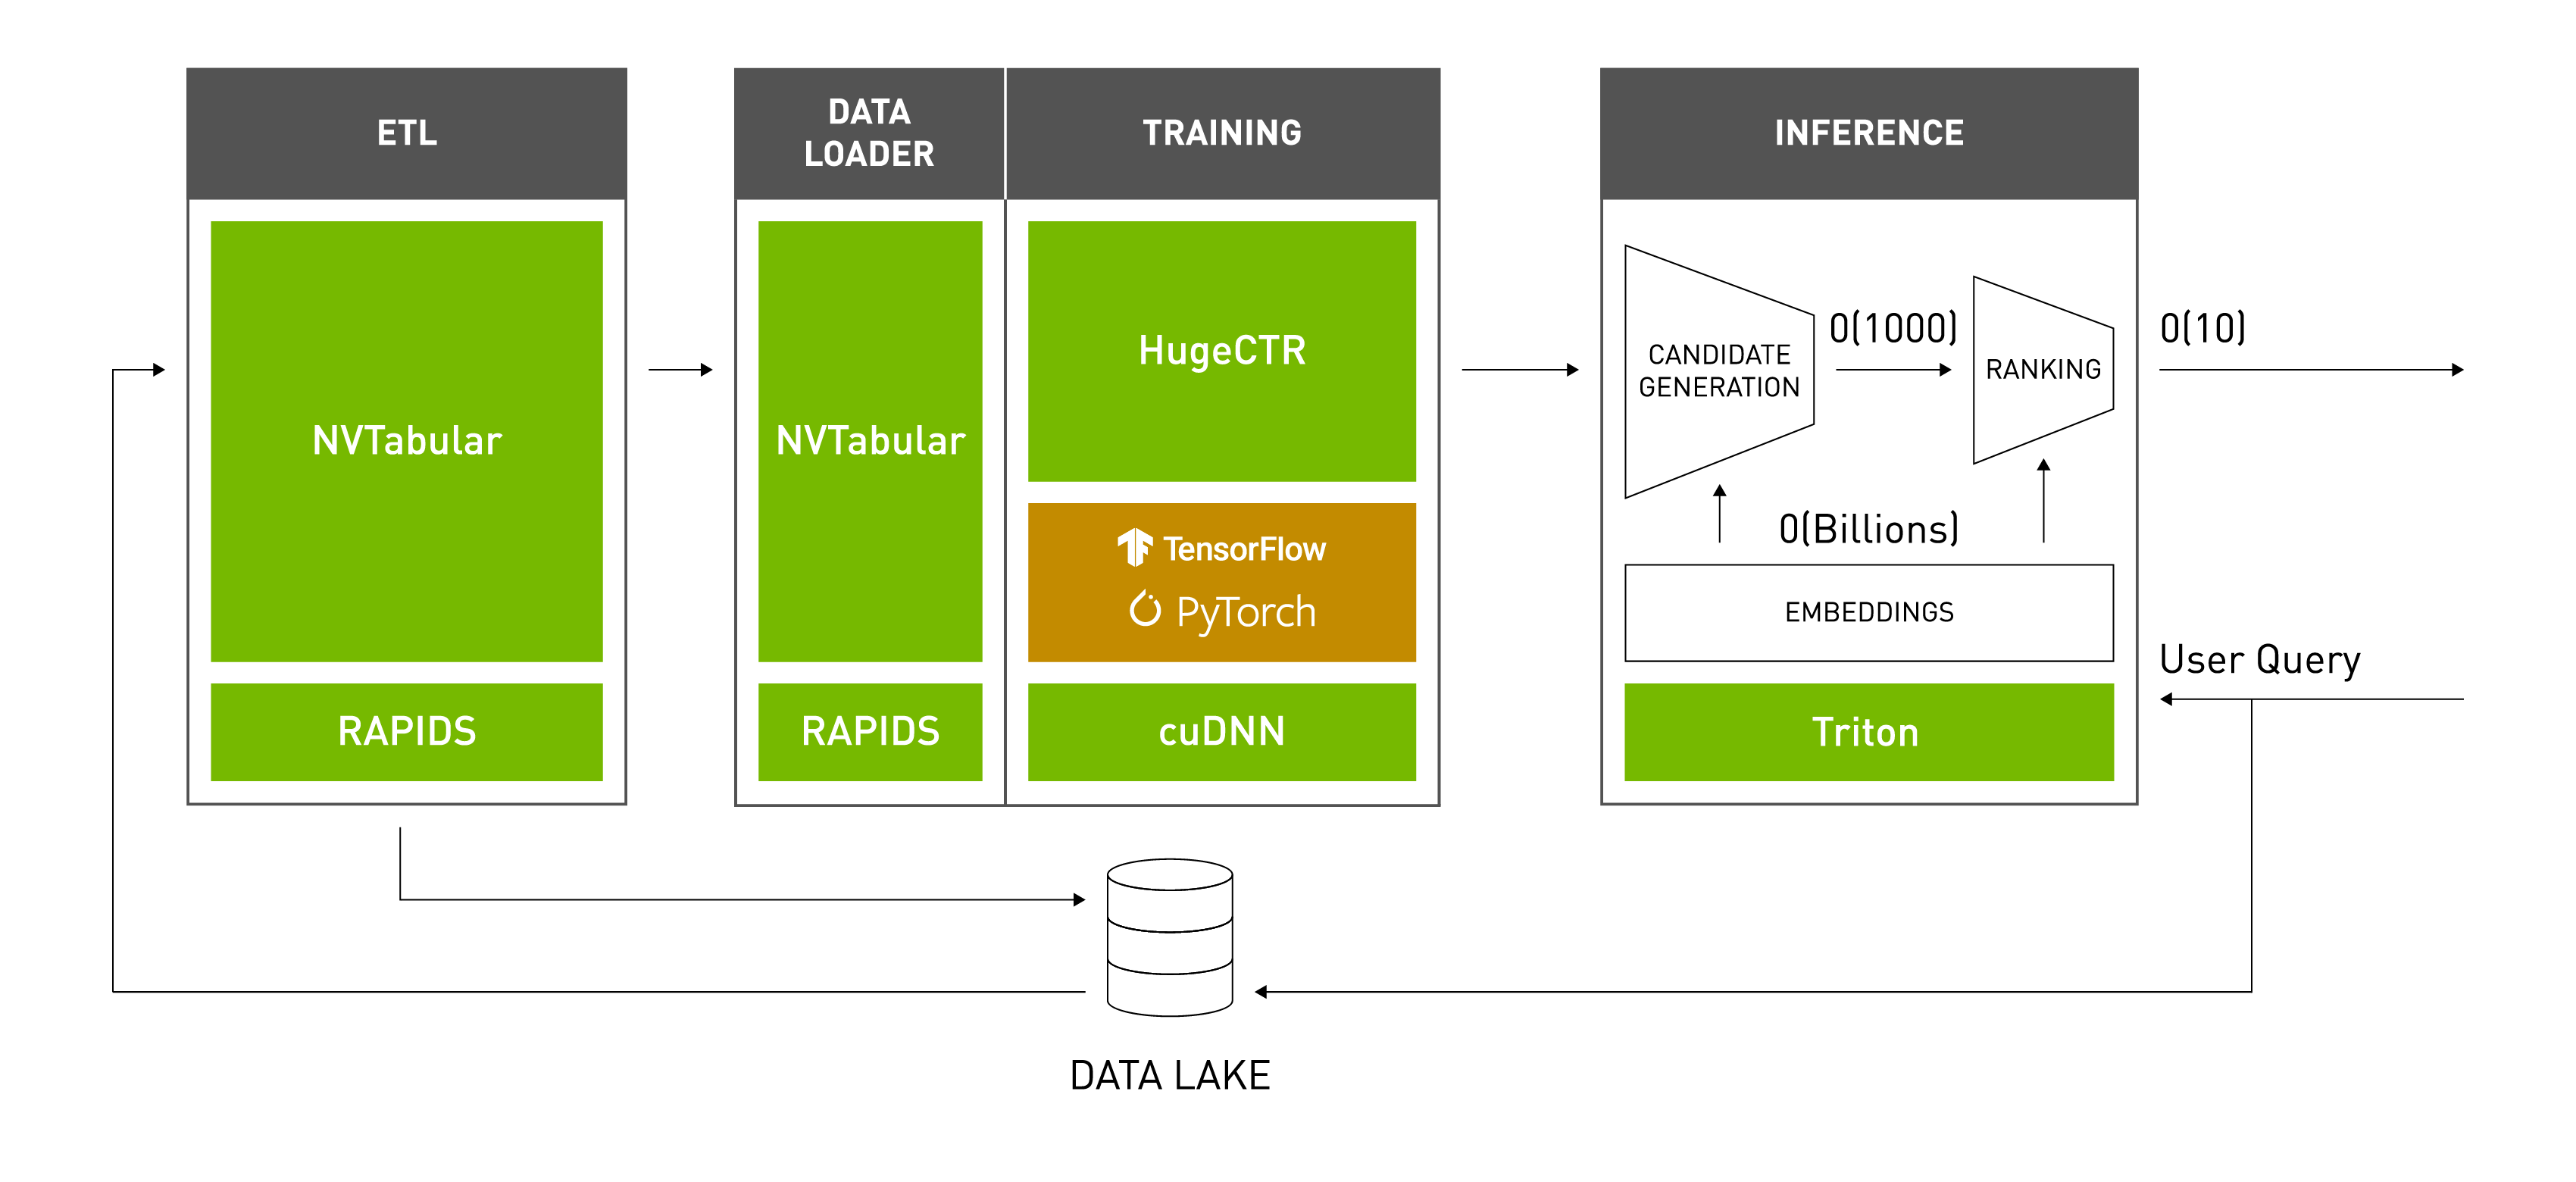 ETL
NVTabular
RAPIDS
DATA
LOADER
NVTabular
RAPIDS
TRAINING
HugeCTR
TensorFlow
PyTorch
cuDNN
INFERENCE
CANDIDATE
GENERATION
O(1000)
RANKING
O(10)
O(Billions)
EMBEDDINGS
Triton
User Query
DATA LAKE